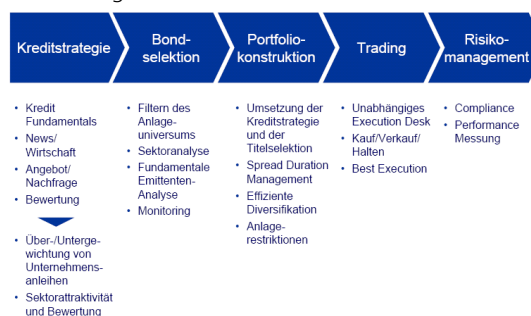 Kreditstrategie
Bond-
selektion
Portfolio-
konstruktion
Trading
Risiko-
management
• Kredit
Fundamentals
• News/
Wirtschaft
• Angebot/
Nachfrage
• Bewertung
• Über-/Unterge-
wichtung von
Unternehmens-
anleihen
• Sektorattraktivität
und Bewertung
• Filtern des
Anlage-
universums
• Sektoranalyse
• Fundamentale
Emittenten-
Analyse
• Monitoring
• Umsetzung der
Kreditstrategie
und der
Titelselektion
• Spread Duration
Management
• Effiziente
Diversifikation
• Anlage-
restriktionen
• Unabhängiges
Execution Desk
• Kauf/Verkauf/
Halten
• Best Execution
• Compliance
• Performance
Messung